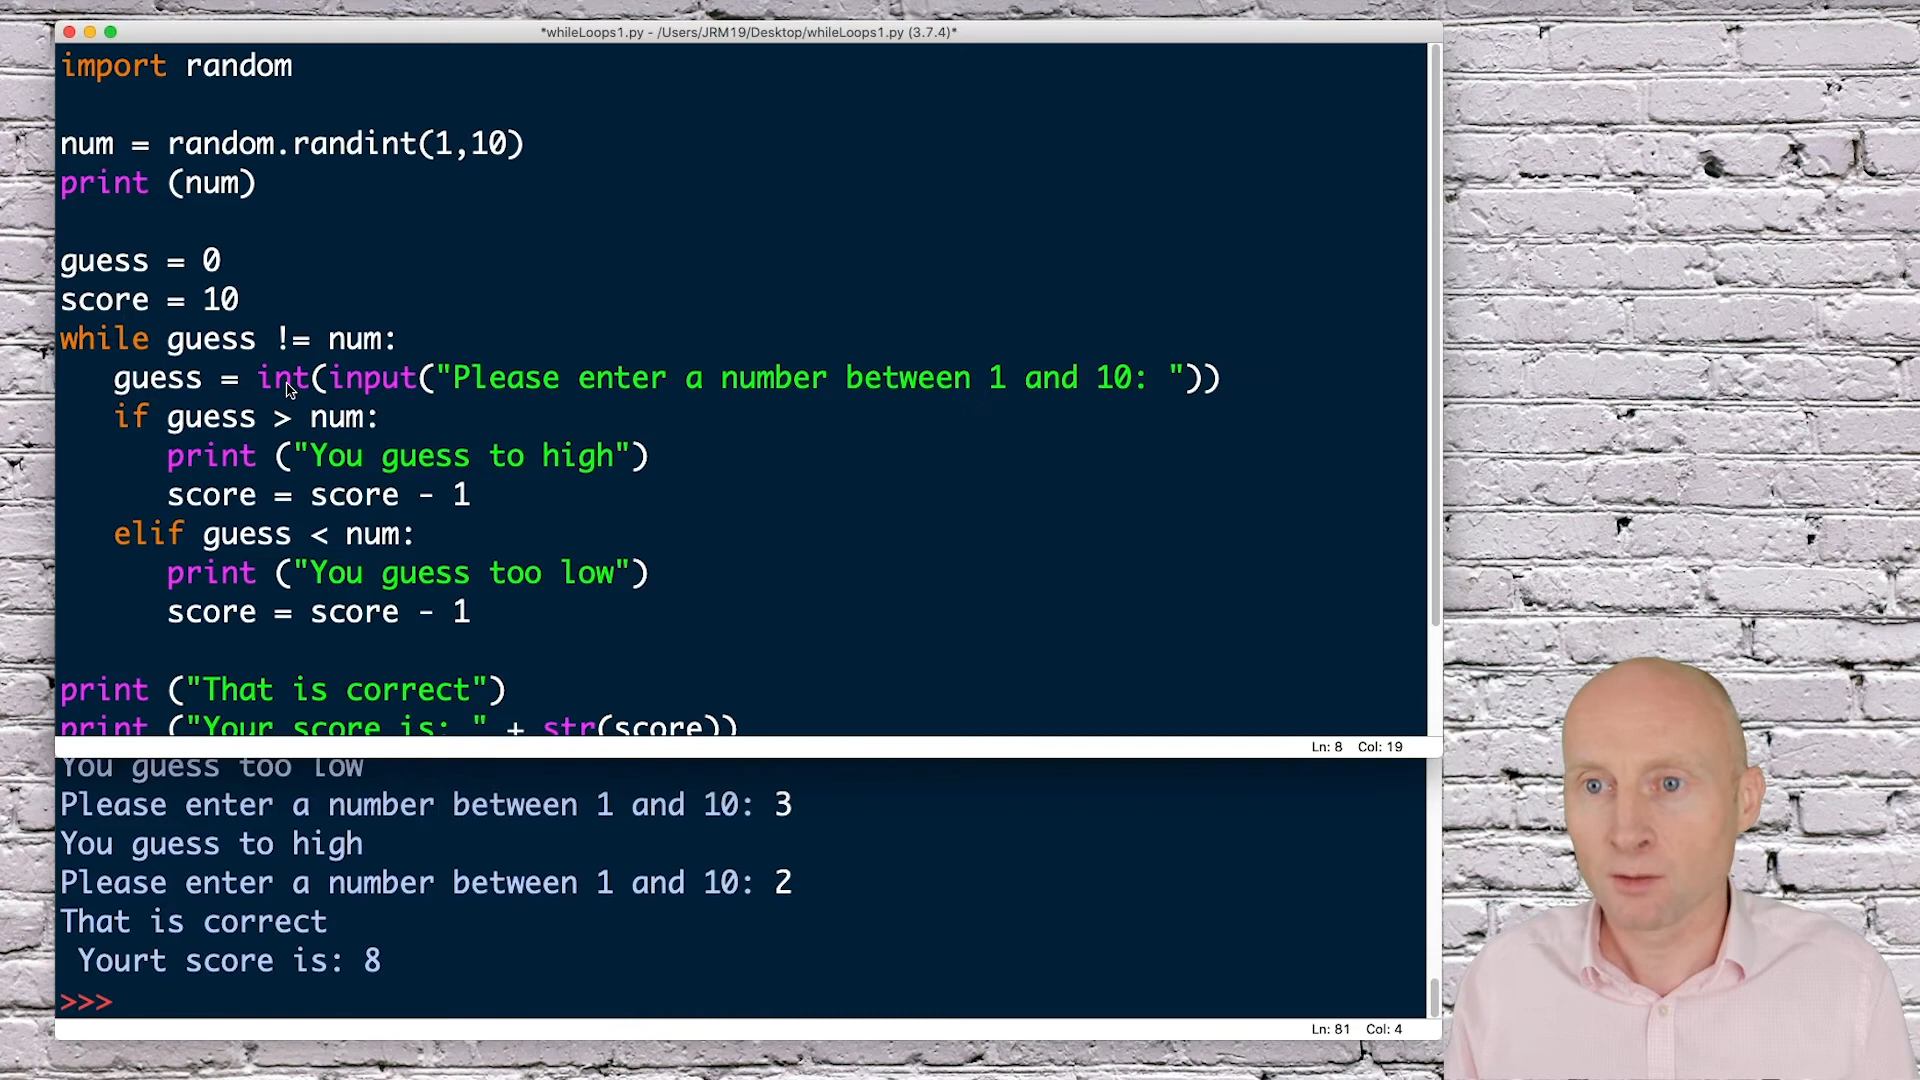 *whileLoops1.py - /Users/JRM19/Desktop/whileLoops1.py (3.7.4)*
import random
num = random.randint(1,10)
print (num)
guess = 0
score = 10
while guess != num:
guess = int(input("Please enter a number between 1 and 10: "))
if guess > num:
print ("You guess to high")
score = score - 1
elif guess < num:
print ("You guess too low")
score = score - 1
print ("That is correct")
print ("Your score is: " + str(score))
Ln: 8 Col: 19
You guess too low
Please enter a number between 1 and 10: 3
You guess to high
Please enter a number between 1 and 10: 2
That is correct
Yourt score is: 8
>>>
Ln: 81 Col: 4